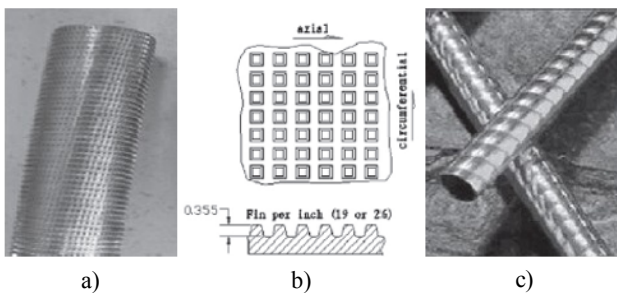 axial
circumferential
0.355
Fin per inch (19 or 26)
a)
b)
c)